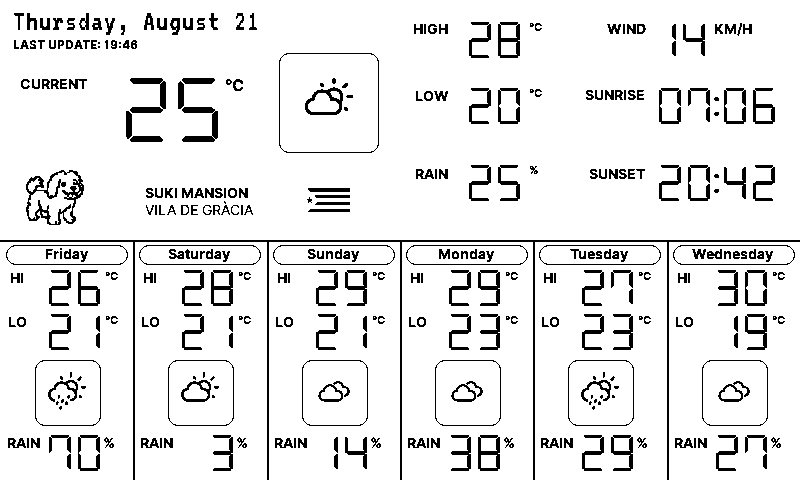 Thursday, August 21
LAST UPDATE: 19:46
CURRENT 25 °C
SUKI MANSION
VILA DE GRÀCIA
HIGH 28 °C
LOW 20 °C
RAIN 25 %
WIND 14 KM/H
SUNRISE 07:06
SUNSET 20:42
Friday
HI 26 °C
LO 21 °C
RAIN 70 %
Saturday
HI 28 °C
LO 21 °C
RAIN 3 %
Sunday
HI 29 °C
LO 21 °C
RAIN 14 %
Monday
HI 29 °C
LO 23 °C
RAIN 38 %
Tuesday
HI 27 °C
LO 23 °C
RAIN 29 %
Wednesday
HI 30 °C
LO 19 °C
RAIN 27 %